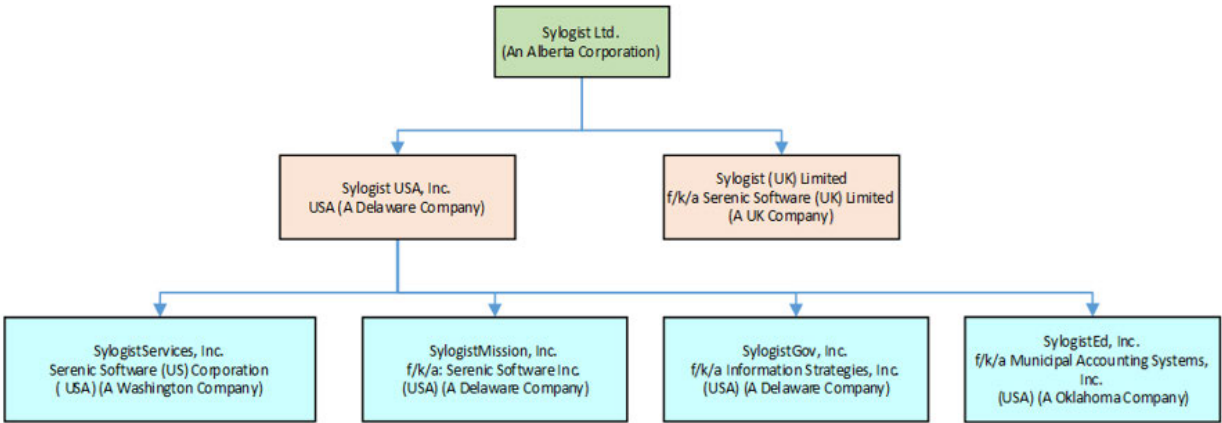 Sylogist Ltd.
(An Alberta Corporation)
Sylogist USA, Inc.
USA (A Delaware Company)
Sylogist (UK) Limited
f/k/a Serenic Software (UK) Limited
(A UK Company)
SylogistServices, Inc.
Serenic Software (US) Corporation
( USA) (A Washington Company)
SylogistMission, Inc.
f/k/a: Serenic Software Inc.
(USA) (A Delaware Company)
SylogistGov, Inc.
f/k/a Information Strategies, Inc.
(USA) (A Delaware Company)
SylogistEd, Inc.
f/k/a Municipal Accounting Systems,
Inc.
(USA) (A Oklahoma Company)